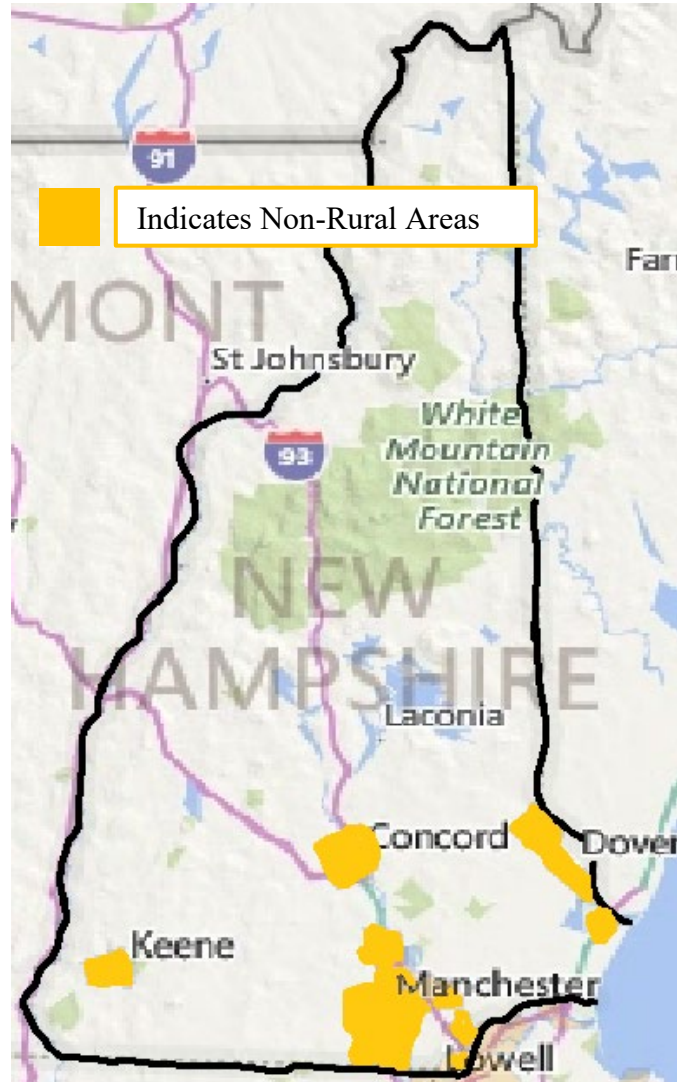 91
Indicates Non-Rural Areas
MONT
St Johnsbury
White
Mountain
National
Forest
93
NEW
HAMPSHIRE
Laconia
Concord
Dover
Keene
Manchester
Lowell